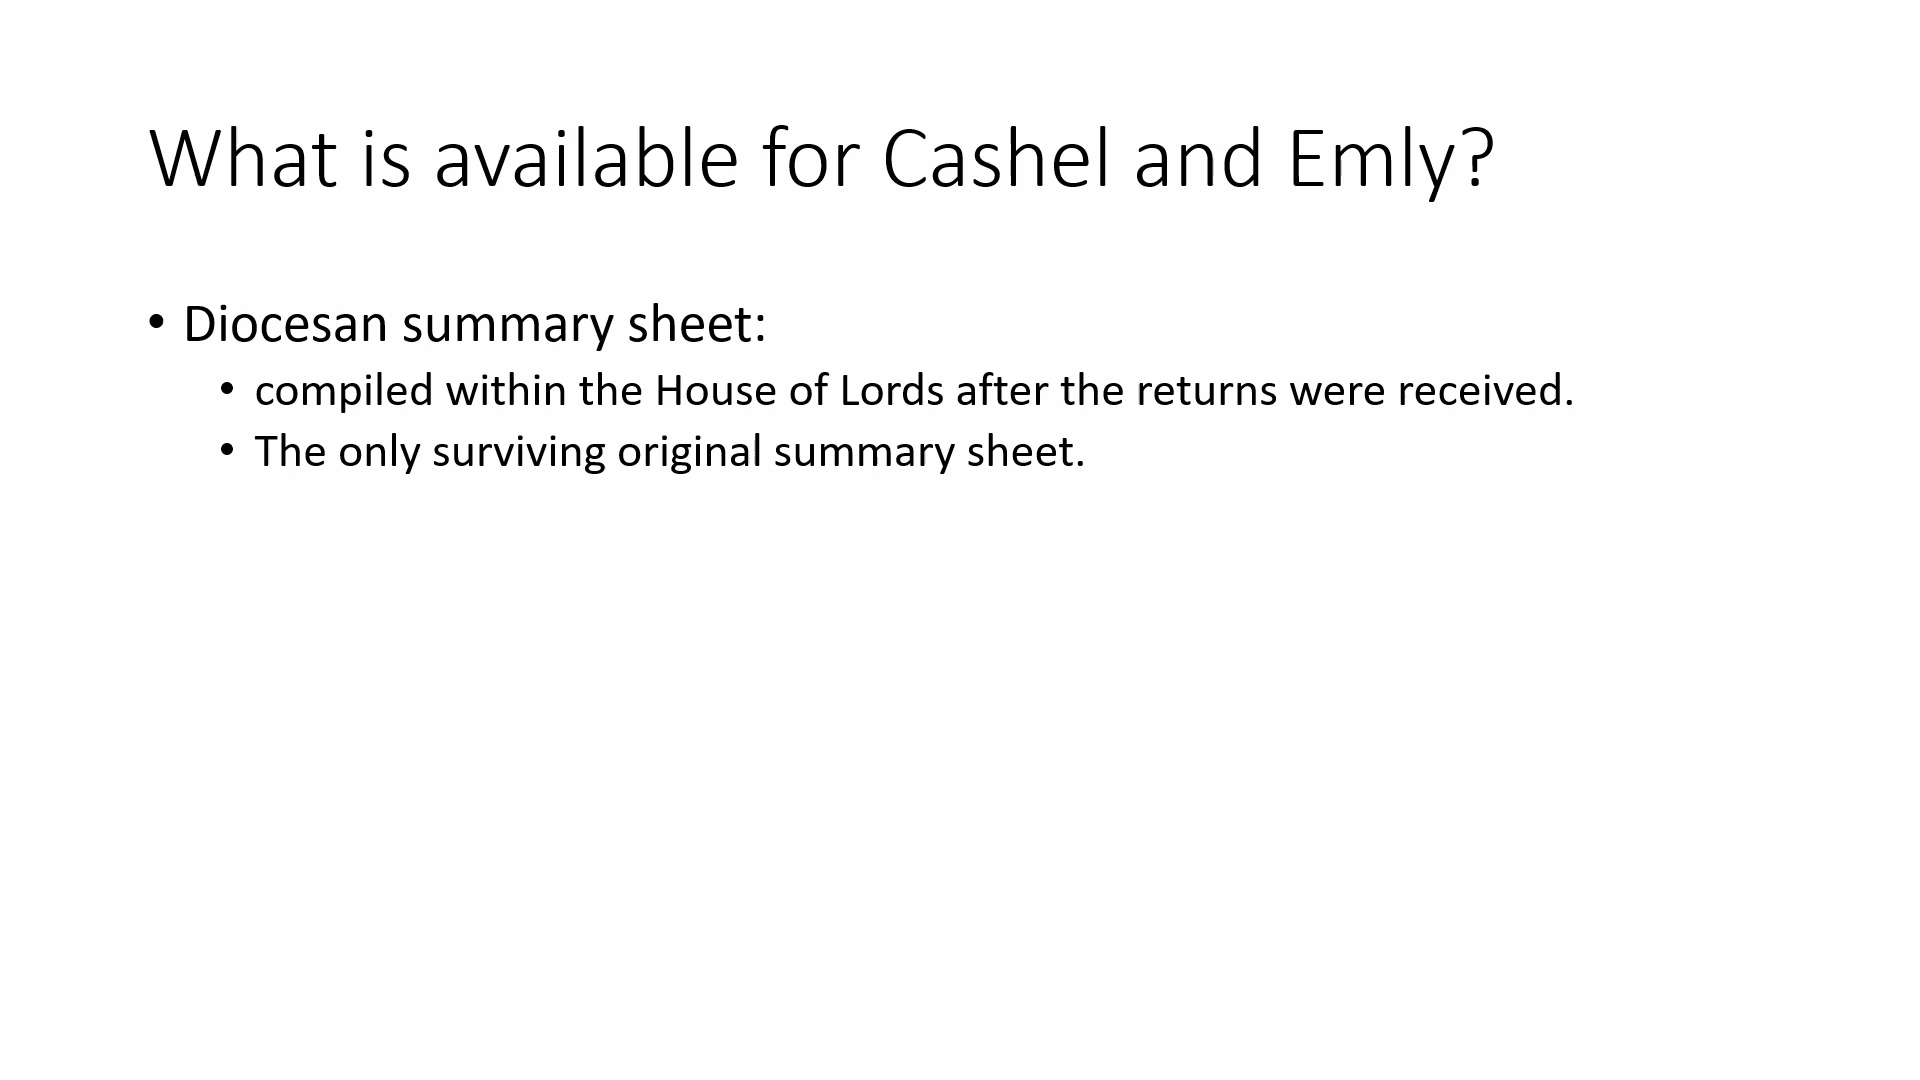 What is available for Cashel and Emly?
• Diocesan summary sheet:
• compiled within the House of Lords after the returns were received.
• The only surviving original summary sheet.